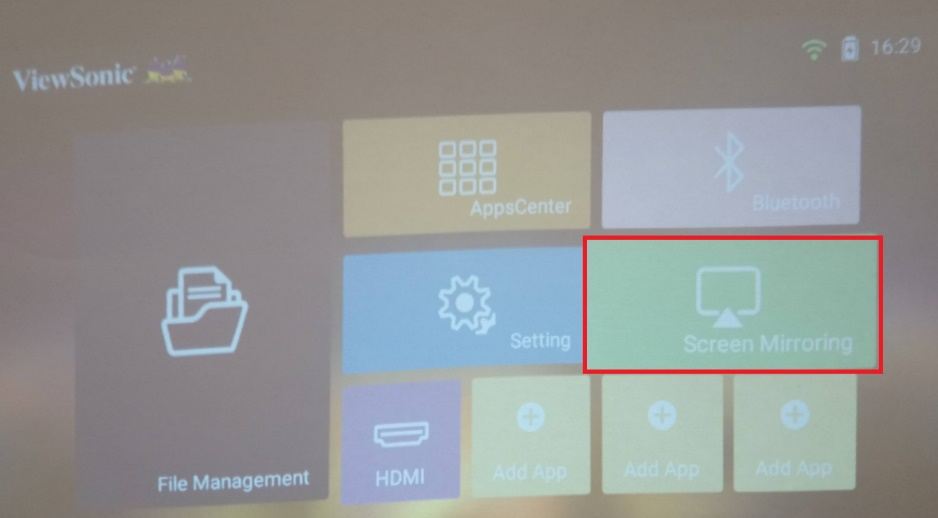 16:29
ViewSonic
AppsCenter
Bluetooth
Setting
Screen Mirroring
File Management
HDMI
Add App
Add App
Add App